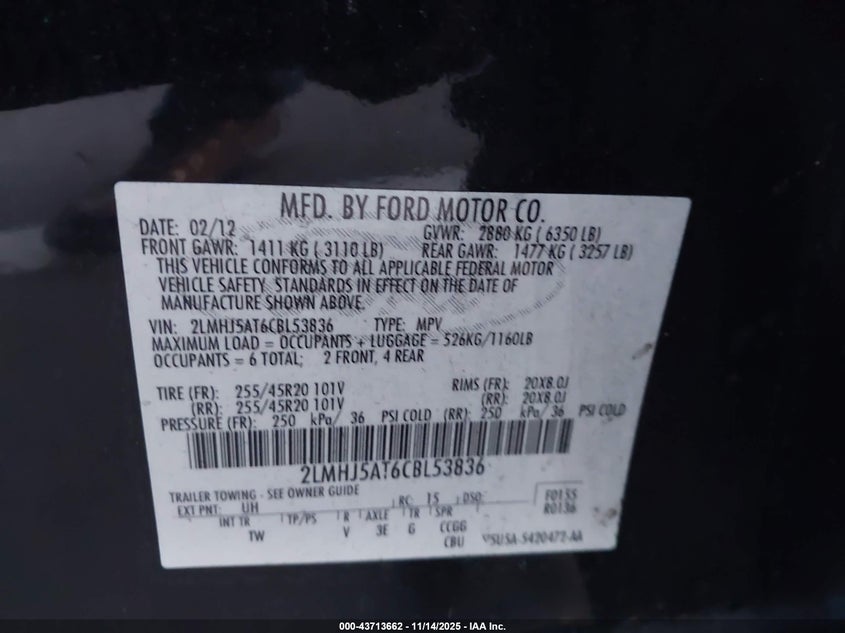 MFD. BY FORD MOTOR CO.
DATE: 02/12 GVWR: 2880 KG ( 6350 LB)
FRONT GAWR: 1411 KG ( 3110 LB) REAR GAWR: 1477 KG ( 3257 LB)
THIS VEHICLE CONFORMS TO ALL APPLICABLE FEDERAL MOTOR
VEHICLE SAFETY STANDARDS IN EFFECT ON THE DATE OF
MANUFACTURE SHOWN ABOVE.
VIN: 2LMHJ5AT6CBL53836 TYPE: MPV
MAXIMUM LOAD = OCCUPANTS + LUGGAGE = 526KG/1160LB
OCCUPANTS = 6 TOTAL; 2 FRONT, 4 REAR
TIRE (FR): 255/45R20 101V RIMS (FR): 20X8.0J
(RR): 255/45R20 101V (RR): 20X8.0J
PRESSURE (FR): 250 kPa/ 36 PSI COLD (RR): 250 kPa/ 36 PSI COLD
2LMHJ5AT6CBL53836
TRAILER TOWING - SEE OWNER GUIDE
EXT PNT: UH RC: 15 DSO: F0155
R0136
INT TR TP/PS R AXLE TR SPR
TW V 3E G CCGG
CBU 5U5A-5420472-AA
000-43713662 - 11/14/2025 - IAA Inc.